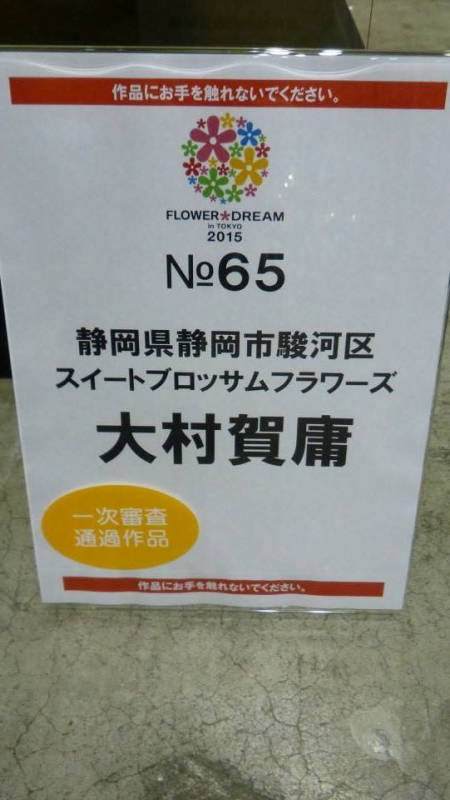 作品にお手を触れないでください。
FLOWER★DREAM
in TOKYO
2015
№65
静岡県静岡市駿河区
スイートブロッサムフラワーズ
大村賀庸
一次審査
通過作品
作品にお手を触れないでください。